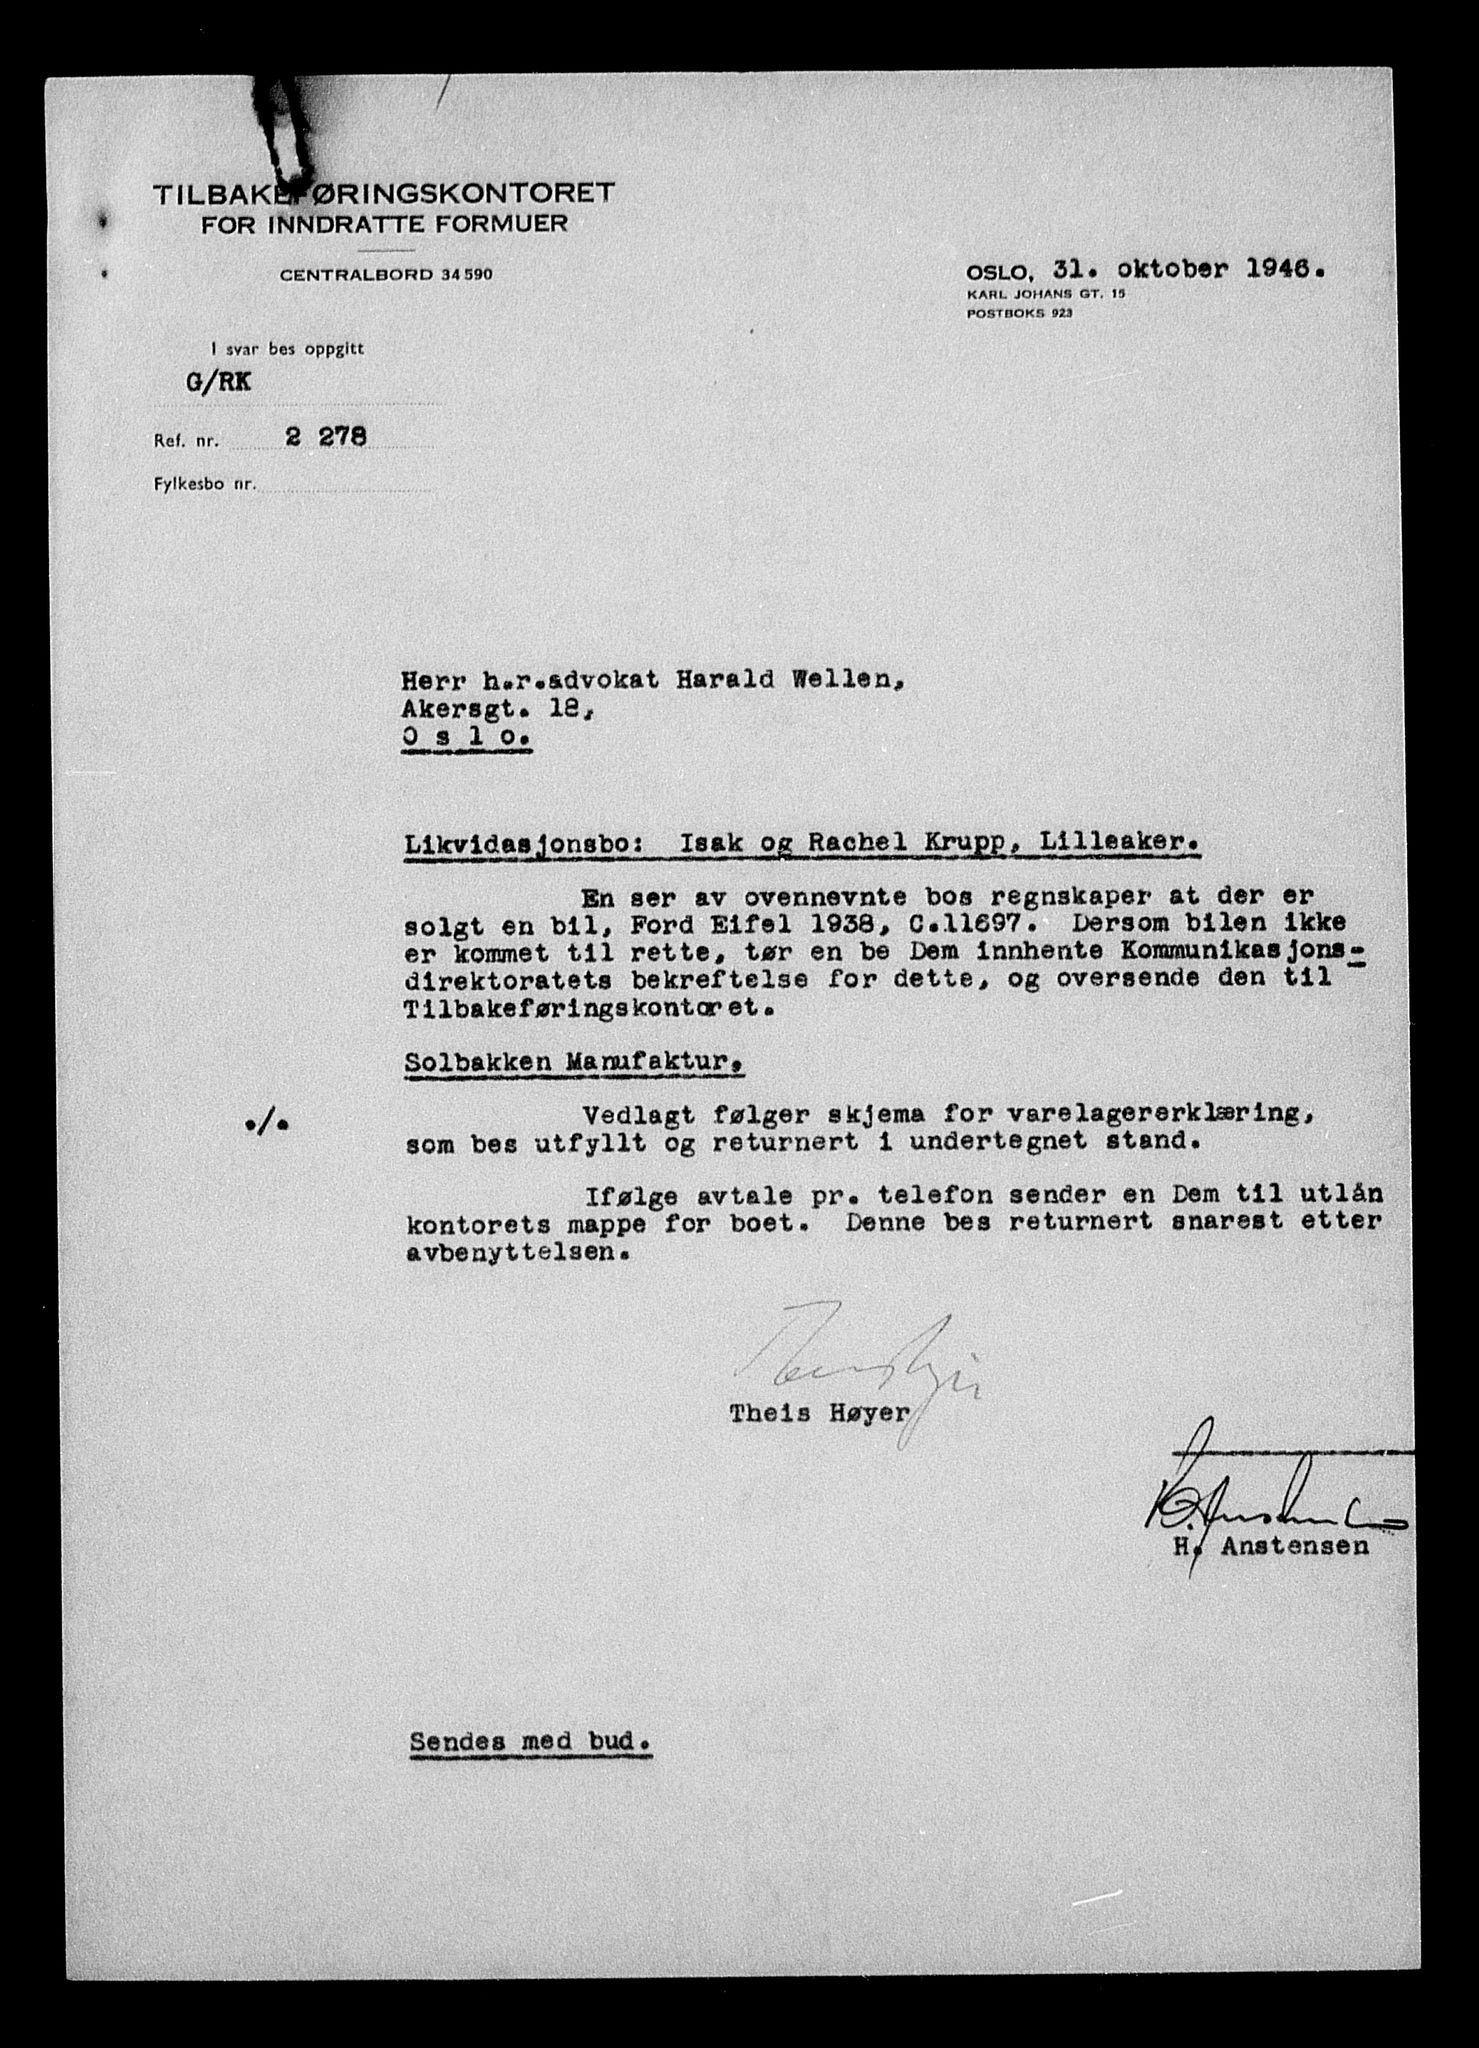 TILBAKEFØRINGSKONTORET
FOR INNDRATTE FORMUER
CENTRALBORD 34590
OSLO, 31. oktober 1946.
KARL JOHANS GT. 15
POSTBOKS 923
I svar bes oppgitt
G/RK
Ref. nr. 2 278
Fylkesbo nr.
Herr h.r.advokat Harald Wellen,
Akersgt. 18,
O s l o.
Likvidasjonsbo: Isak og Rachel Krupp, Lilleaker.
En ser av ovennevnte bos regnskaper at der er
solgt en bil, Ford Eifel 1938, C.11697. Dersom bilen ikke
er kommet til rette, tør en be Dem innhente Kommunikasjons-
direktoratets bekreftelse for dette, og oversende den til
Tilbakeføringskontoret.
Solbakken Manufaktur.
./. Vedlagt følger skjema for varelagererklæring,
som bes utfyllt og returnert i undertegnet stand.
Ifølge avtale pr. telefon sender en Dem til utlån
kontorets mappe for boet. Denne bes returnert snarest etter
avbenyttelsen.
Theis Høyer
Theis Høyer
H. Anstensen
H. Anstensen
Sendes med bud.